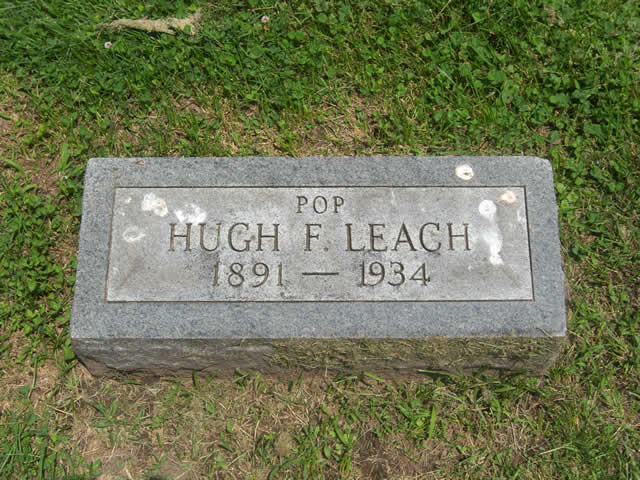 POP
HUGH F. LEACH
1891 — 1934